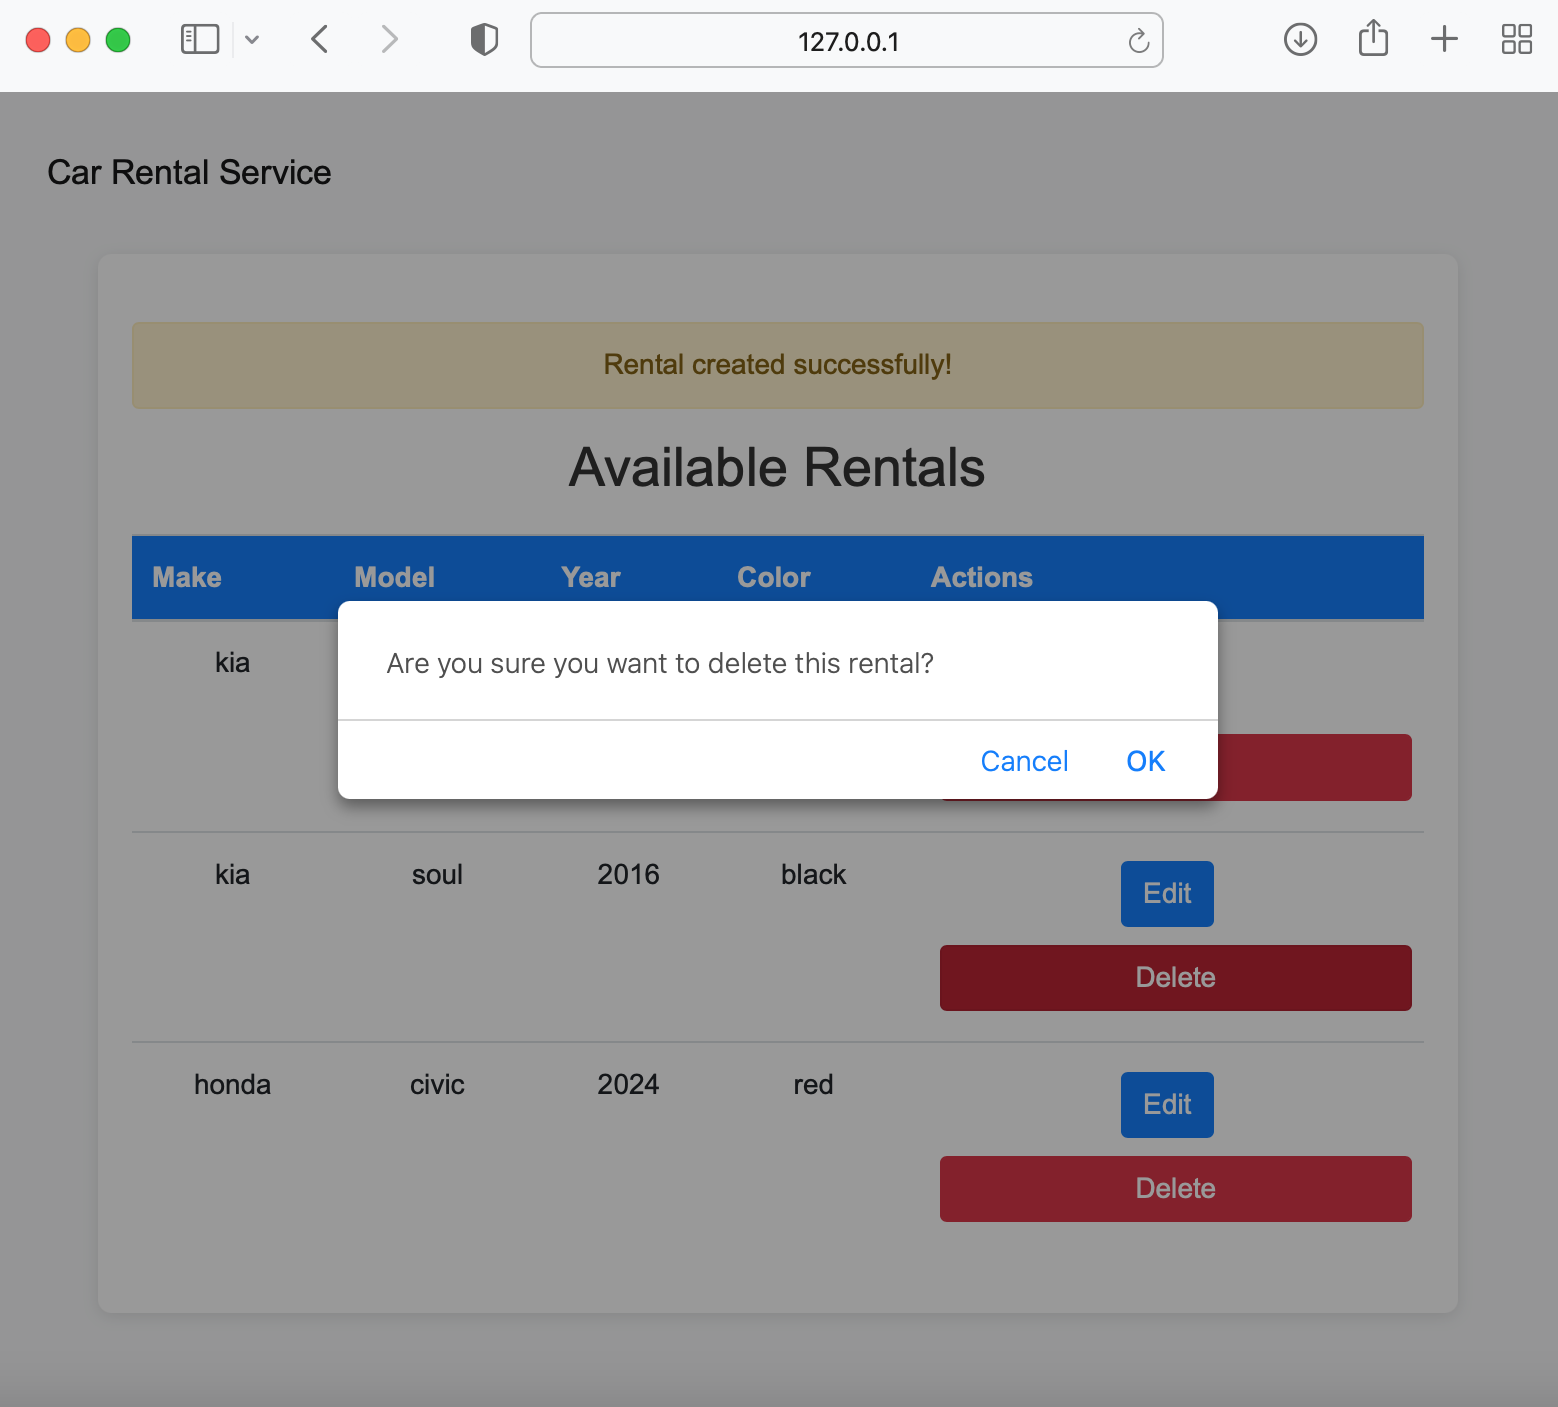 127.0.0.1
Car Rental Service
Rental created successfully!
Available Rentals
Make Model Year Color Actions
kia
Are you sure you want to delete this rental?
Cancel OK
kia soul 2016 black Edit
Delete
honda civic 2024 red Edit
Delete